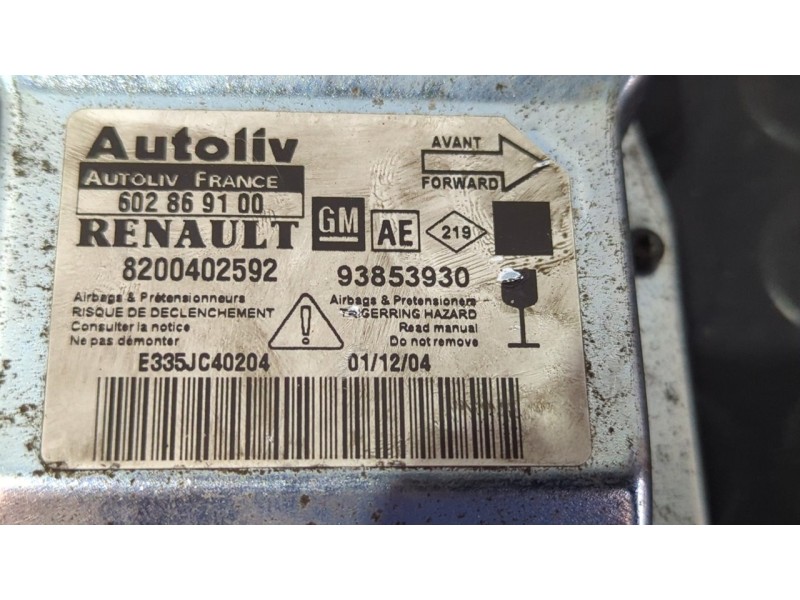 Autoliv
AUTOLIV FRANCE
602 86 91 00
AVANT
FORWARD
RENAULT
GM
AE
219
8200402592
93853930
Airbags & Prétensionneurs
RISQUE DE DECLENCHEMENT
Consulter la notice
Ne pas démonter
!
Airbags & Pretensioners
TRIGERRING HAZARD
Read manual
Do not remove
E335JC40204
01/12/04